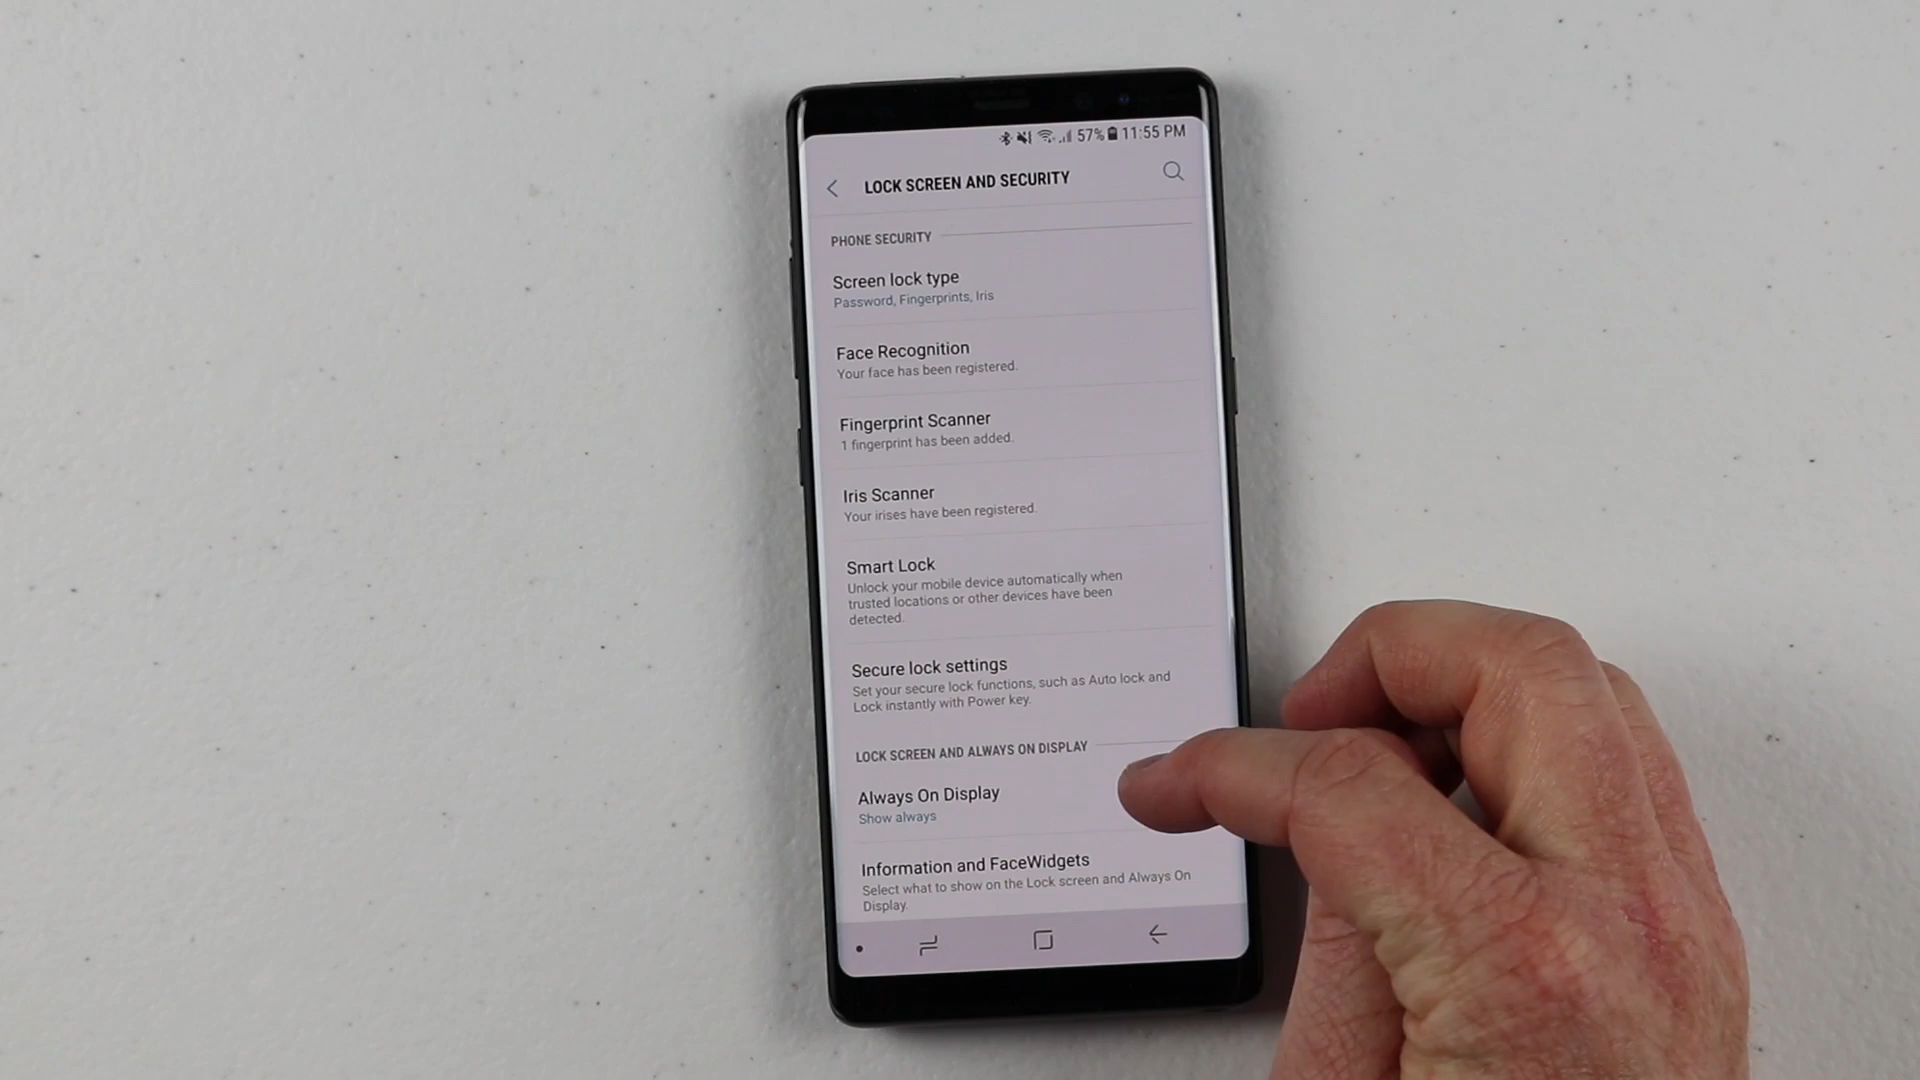 57% 11:55 PM
LOCK SCREEN AND SECURITY
PHONE SECURITY
Screen lock type
Password, Fingerprints, Iris
Face Recognition
Your face has been registered.
Fingerprint Scanner
1 fingerprint has been added.
Iris Scanner
Your irises have been registered.
Smart Lock
Unlock your mobile device automatically when
trusted locations or other devices have been
detected.
Secure lock settings
Set your secure lock functions, such as Auto lock and
Lock instantly with Power key.
LOCK SCREEN AND ALWAYS ON DISPLAY
Always On Display
Show always
Information and FaceWidgets
Select what to show on the Lock screen and Always On
Display.